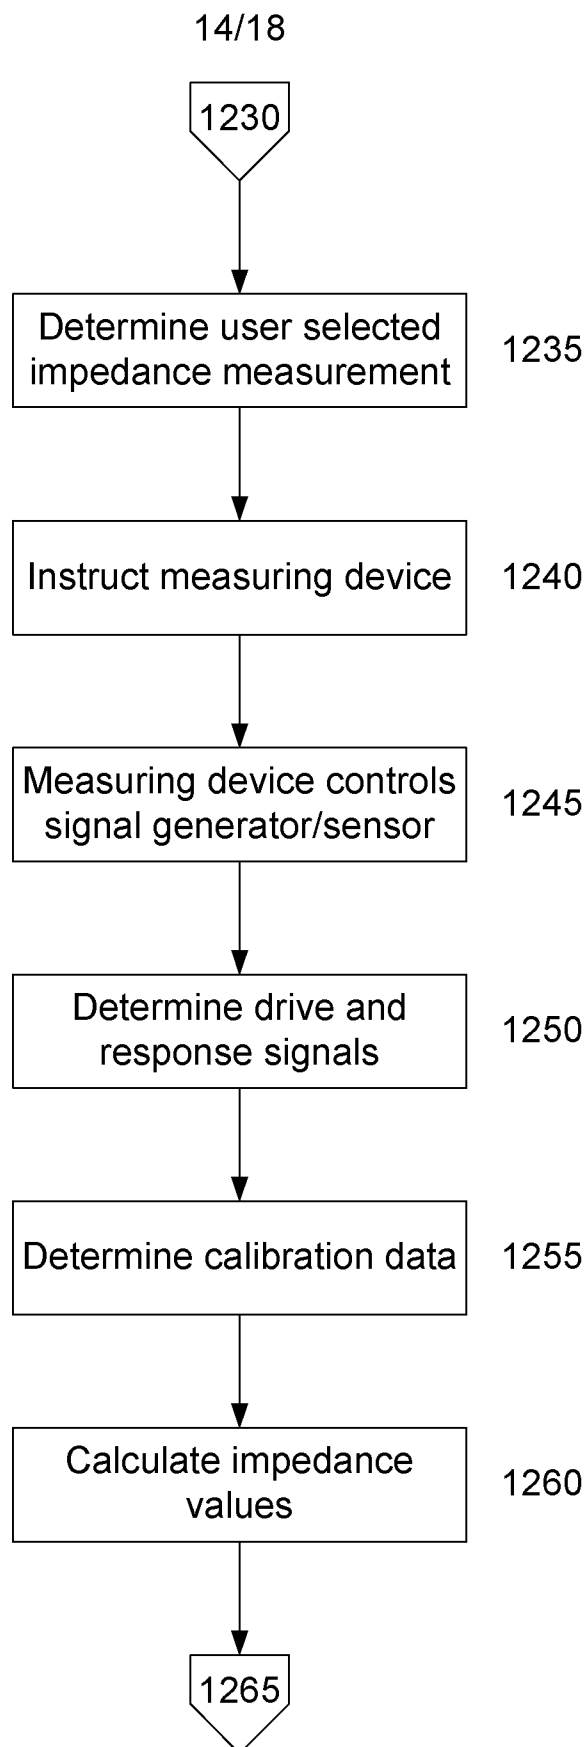 14/18
1230
Determine user selected
impedance measurement
1235
Instruct measuring device
1240
Measuring device controls
signal generator/sensor
1245
Determine drive and
response signals
1250
Determine calibration data
1255
Calculate impedance
values
1260
1265